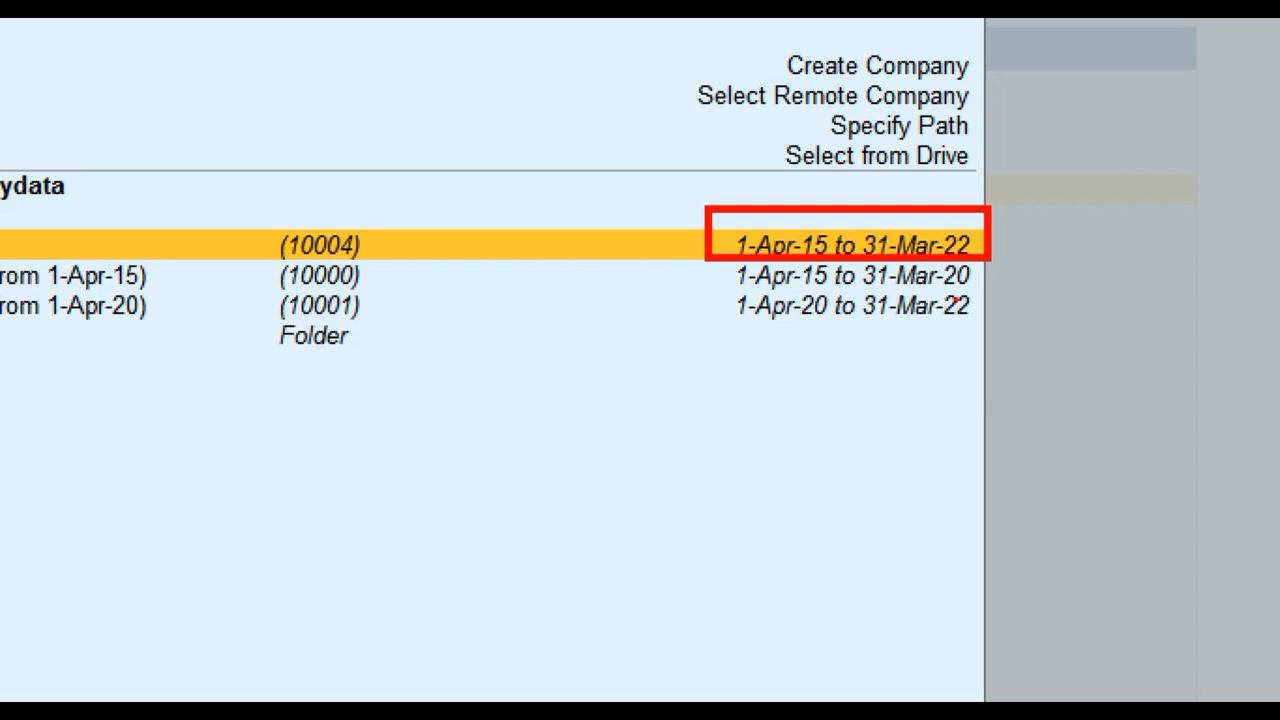 Create Company
Select Remote Company
Specify Path
Select from Drive
ydata
(10004) 1-Apr-15 to 31-Mar-22
rom 1-Apr-15) (10000) 1-Apr-15 to 31-Mar-20
rom 1-Apr-20) (10001) 1-Apr-20 to 31-Mar-22
Folder